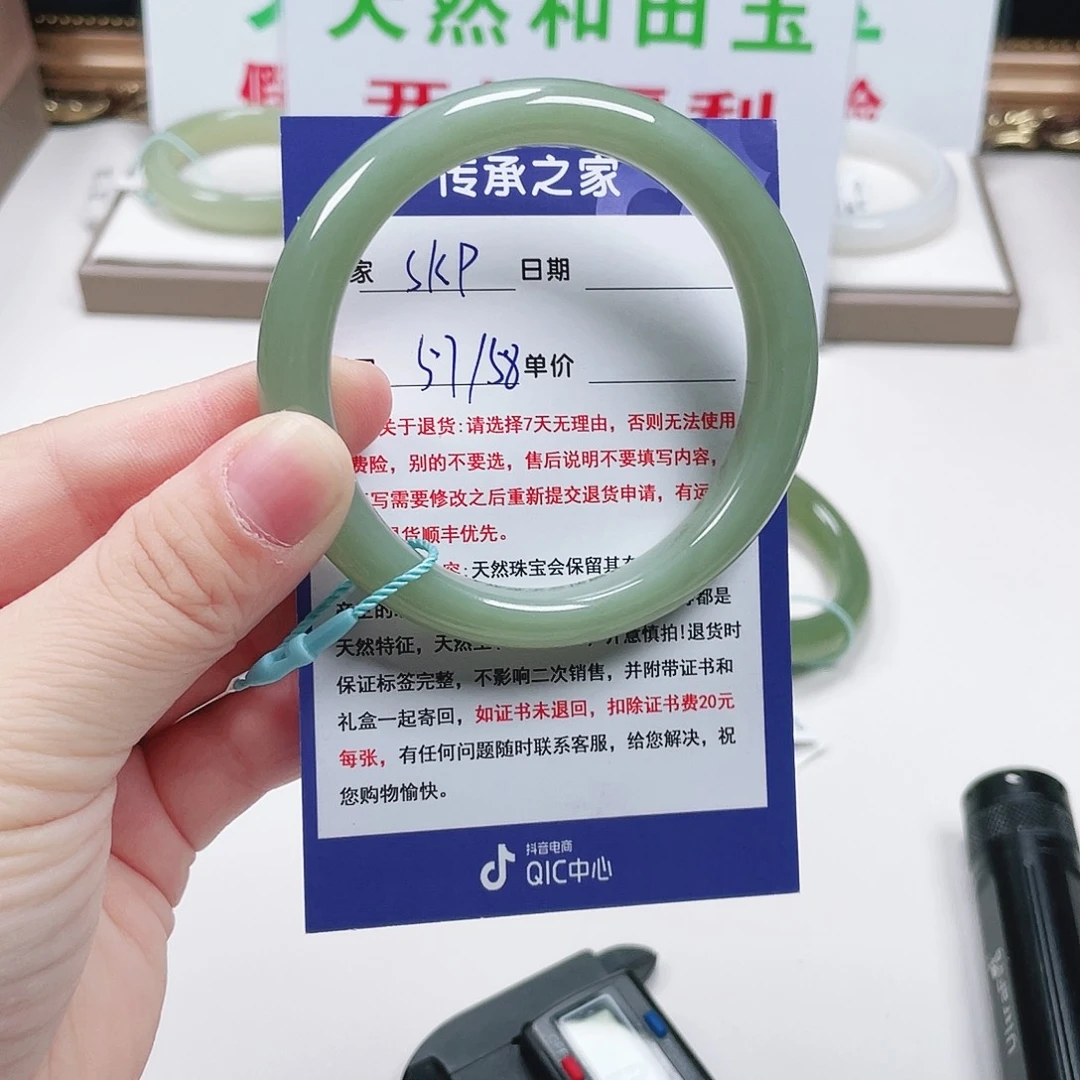 天然和田玉
假
传承之家
家 SKP 日期
57/58 单价
关于退货:请选择7天无理由，否则无法使用
费险，别的不要选，售后说明不要填写内容，
写需要修改之后重新提交退货申请，有运
退货顺丰优先。
容:天然珠宝会保留其在
都是
天然特征，天然 介意慎拍!退货时
保证标签完整，不影响二次销售，并附带证书和
礼盒一起寄回，如证书未退回，扣除证书费20元
每张，有任何问题随时联系客服，给您解决，祝
您购物愉快。
抖音电商
QIC中心